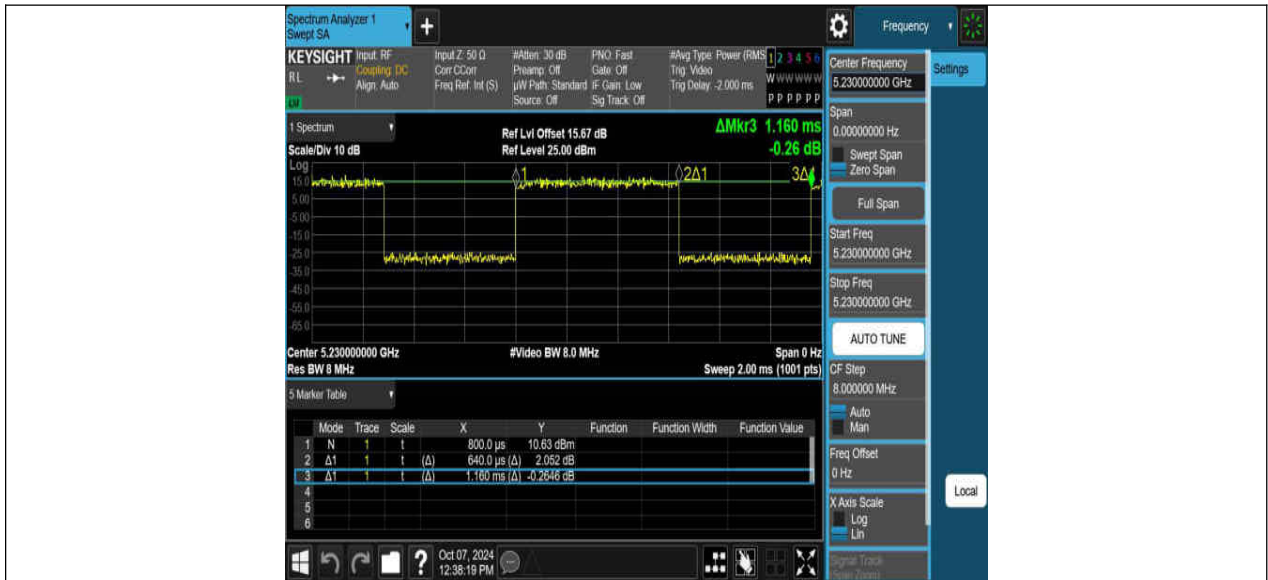 Spectrum Analyzer 1
Swept SA
+
Frequency
KEYSIGHT
RL
LXI
Input: RF
Coupling: DC
Align: Auto
Input Z: 50 Ω
Corr CCorr
Freq Ref: Int (S)
#Atten: 30 dB
Preamp: Off
µW Path: Standard
Source: Off
PNO: Fast
Gate: Off
IF Gain: Low
Sig Track: Off
#Avg Type: Power (RMS
Trig: Video
Trig Delay: -2.000 ms
1 2 3 4 5 6
W W W W W W
P P P P P P
Center Frequency
5.230000000 GHz
Settings
Span
0.00000000 Hz
Swept Span
Zero Span
Full Span
Start Freq
5.230000000 GHz
Stop Freq
5.230000000 GHz
AUTO TUNE
CF Step
8.000000 MHz
Auto
Man
Freq Offset
0 Hz
X Axis Scale
Log
Lin
Signal Track
(Span Zoom)
Local
1 Spectrum
Scale/Div 10 dB
Ref Lvl Offset 15.67 dB
Ref Level 25.00 dBm
ΔMkr3 1.160 ms
-0.26 dB
Log
15.0
5.00
-5.00
-15.0
-25.0
-35.0
-45.0
-55.0
-65.0
1
2Δ1
3Δ1
Center 5.230000000 GHz
Res BW 8 MHz
#Video BW 8.0 MHz
Span 0 Hz
Sweep 2.00 ms (1001 pts)
5 Marker Table
Mode Trace Scale X Y Function Function Width Function Value
1 N 1 t 800.0 µs 10.63 dBm
2 Δ1 1 t (Δ) 640.0 µs (Δ) 2.052 dB
3 Δ1 1 t (Δ) 1.160 ms (Δ) -0.2646 dB
4
5
6
?
Oct 07, 2024
12:38:19 PM